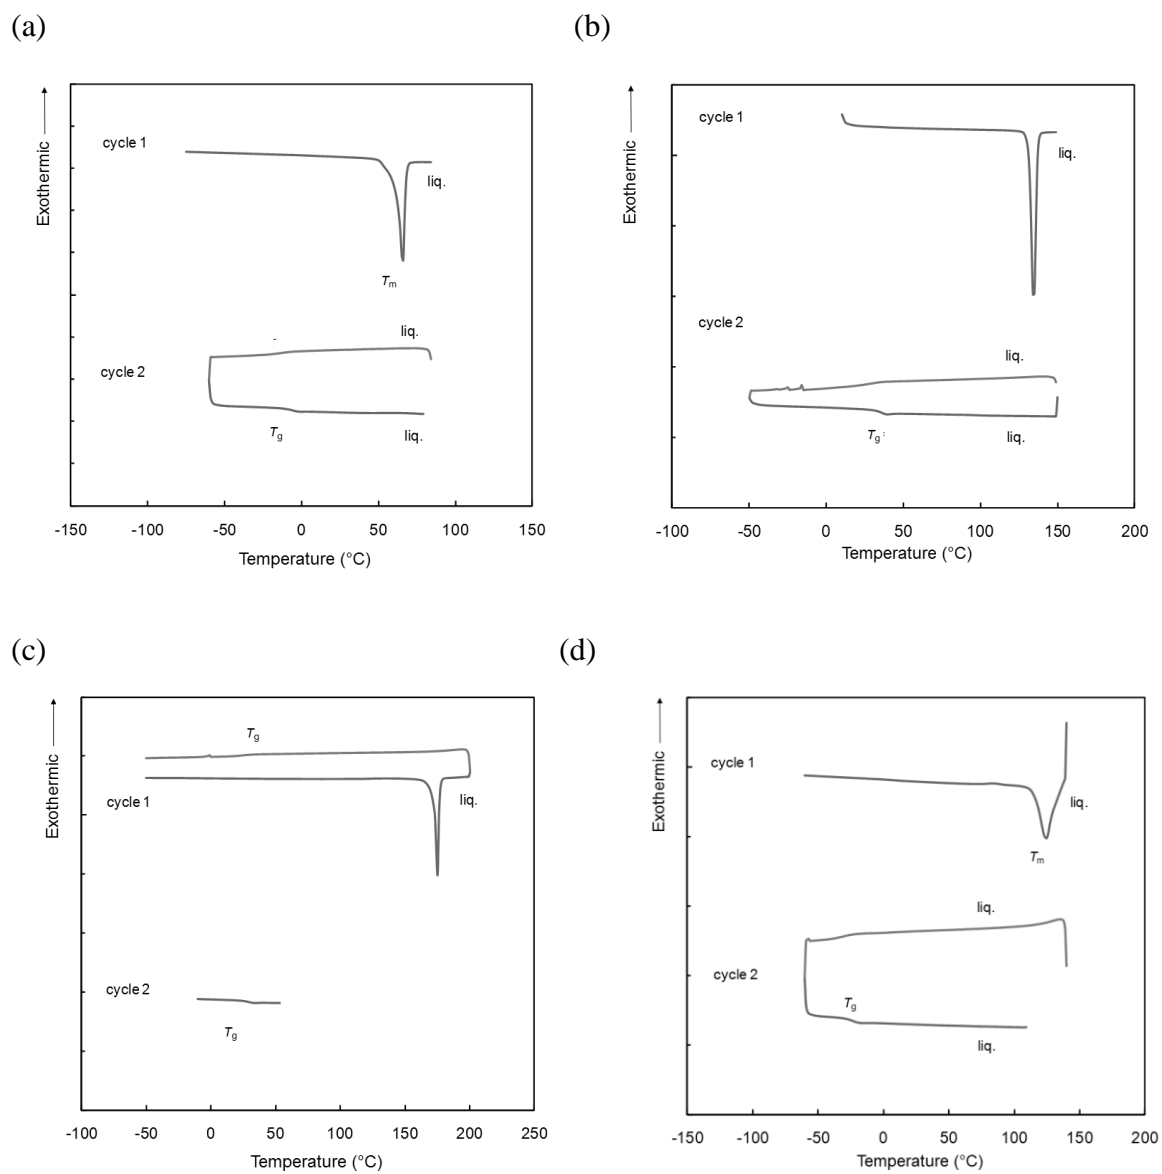 (a)
Exothermic
cycle 1
liq.
Tm
liq.
cycle 2
Tg
liq.
-150 -100 -50 0 50 100 150
Temperature (°C)
(b)
Exothermic
cycle 1
liq.
cycle 2
liq.
Tg
liq.
-100 -50 0 50 100 150 200
Temperature (°C)
(c)
Exothermic
Tg
cycle 1
liq.
cycle 2
Tg
-100 -50 0 50 100 150 200 250
Temperature (°C)
(d)
Exothermic
cycle 1
liq.
Tm
liq.
cycle 2
Tg
liq.
-150 -100 -50 0 50 100 150 200
Temperature (°C)